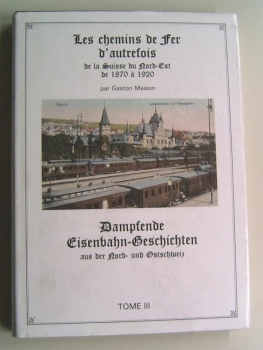 Les chemins de Fer
d'autrefois
de la Suisse du Nord-Est
de 1870 à 1920
par Gaston Maison
Zürich
Dampfende
Eisenbahn-Geschichten
aus der Nord- und Ostschweiz
TOME III